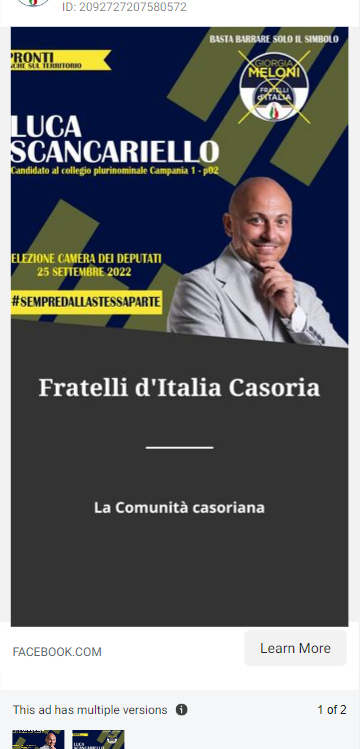 ID: 2092727207580572
BASTA BARRARE SOLO IL SIMBOLO
PRONTI
ANCHE SUL TERRITORIO
GIORGIA
MELONI
FRATELLI
d'ITALIA
LUCA
SCANCARIELLO
Candidato al collegio plurinominale Campania 1 - p02
ELEZIONE CAMERA DEI DEPUTATI
25 SETTEMBRE 2022
#SEMPREDALLASTESSAPARTE
Fratelli d'Italia Casoria
La Comunità casoriana
FACEBOOK.COM
Learn More
This ad has multiple versions
1 of 2
LUCA